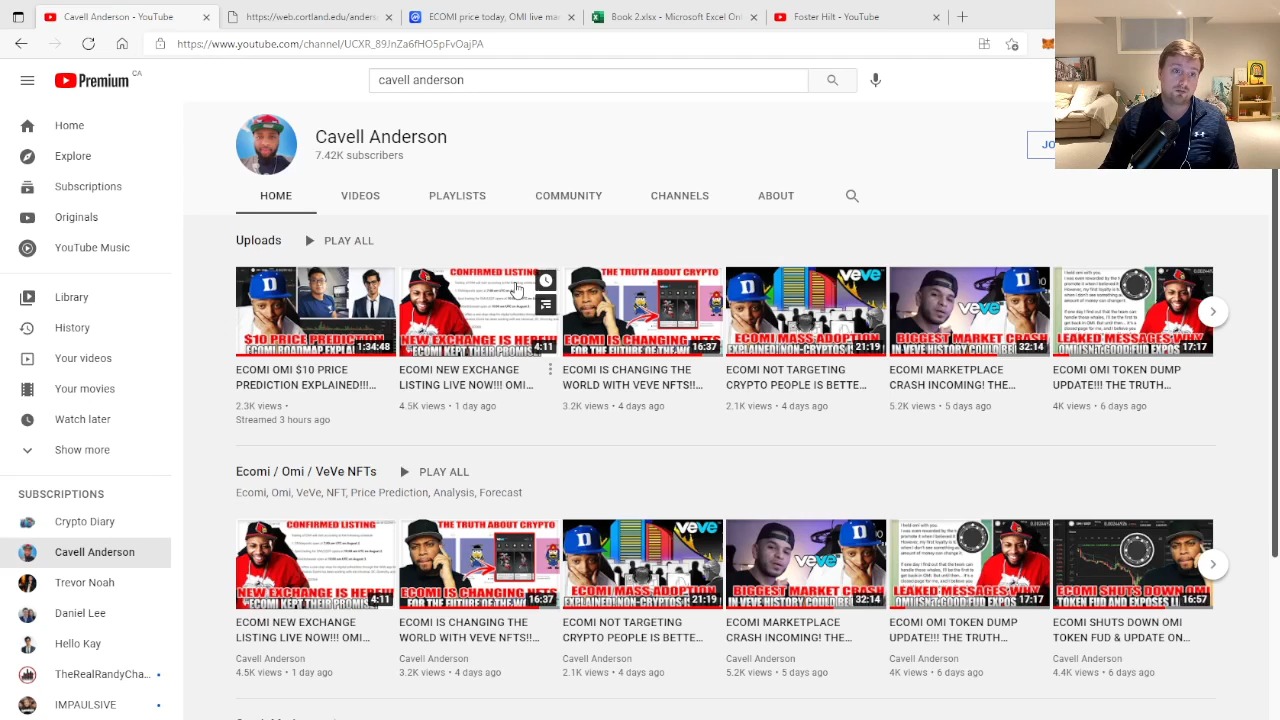 Cavell Anderson - YouTube
https://web.cortland.edu/anders
ECOMI price today, OMI live ma
Book 2.xlsx - Microsoft Excel Onl
Foster Hilt - YouTube
https://www.youtube.com/channel/UCXR_89JnZa6fHO5pFvOajPA
Premium CA
cavell anderson
Home
Explore
Subscriptions
Originals
YouTube Music
Library
History
Your videos
Your movies
Watch later
Show more
SUBSCRIPTIONS
Crypto Diary
Cavell Anderson
Trevor Noah
Daniel Lee
Hello Kay
TheRealRandyCha...
IMPAULSIVE
Cavell Anderson
7.42K subscribers
JO
HOME VIDEOS PLAYLISTS COMMUNITY CHANNELS ABOUT
Uploads PLAY ALL
$10 PRICE PREDICTION
1:34:48
CONFIRMED LISTING
NEW EXCHANGE IS HERE!!!
ECOMI KEPT THEIR PROMIS
4:11
THE TRUTH ABOUT CRYPTO
ECOMI IS CHANGING NFTS
FOR THE FUTURE OF THE WO
16:37
veve
ECOMI MASS ADOPTION
EXPLAINED!NON-CRYPTO IS
21:19
veve
BIGGEST MARKET CRASH
IN VEVE HISTORY COULD BE
32:14
LEAKED MESSAGES WHY
OMI ISN'T GOOD FUD EXPOS
17:17
ECOMI OMI $10 PRICE
PREDICTION EXPLAINED!!!...
2.3K views •
Streamed 3 hours ago
ECOMI NEW EXCHANGE
LISTING LIVE NOW!!! OMI...
4.5K views • 1 day ago
ECOMI IS CHANGING THE
WORLD WITH VEVE NFTS!!...
3.2K views • 4 days ago
ECOMI NOT TARGETING
CRYPTO PEOPLE IS BETTE...
2.1K views • 4 days ago
ECOMI MARKETPLACE
CRASH INCOMING! THE...
5.2K views • 5 days ago
ECOMI OMI TOKEN DUMP
UPDATE!!! THE TRUTH...
4K views • 6 days ago
Ecomi / Omi / VeVe NFTs PLAY ALL
Ecomi, Omi, VeVe, NFT, Price Prediction, Analysis, Forecast
CONFIRMED LISTING
NEW EXCHANGE IS HERE!!!
ECOMI KEPT THEIR PROMIS
4:11
THE TRUTH ABOUT CRYPTO
ECOMI IS CHANGING NFTS
FOR THE FUTURE OF THE WO
16:37
veve
ECOMI MASS ADOPTION
EXPLAINED!NON-CRYPTO IS
21:19
veve
BIGGEST MARKET CRASH
IN VEVE HISTORY COULD BE
32:14
LEAKED MESSAGES WHY
OMI ISN'T GOOD FUD EXPOS
17:17
ECOMI SHUTS DOWN OMI
TOKEN FUD AND EXPOSES LI
16:57
ECOMI NEW EXCHANGE
LISTING LIVE NOW!!! OMI...
Cavell Anderson
4.5K views • 1 day ago
ECOMI IS CHANGING THE
WORLD WITH VEVE NFTS!!...
Cavell Anderson
3.2K views • 4 days ago
ECOMI NOT TARGETING
CRYPTO PEOPLE IS BETTE...
Cavell Anderson
2.1K views • 4 days ago
ECOMI MARKETPLACE
CRASH INCOMING! THE...
Cavell Anderson
5.2K views • 5 days ago
ECOMI OMI TOKEN DUMP
UPDATE!!! THE TRUTH...
Cavell Anderson
4K views • 6 days ago
ECOMI SHUTS DOWN OMI
TOKEN FUD & UPDATE ON...
Cavell Anderson
4.4K views • 6 days ago